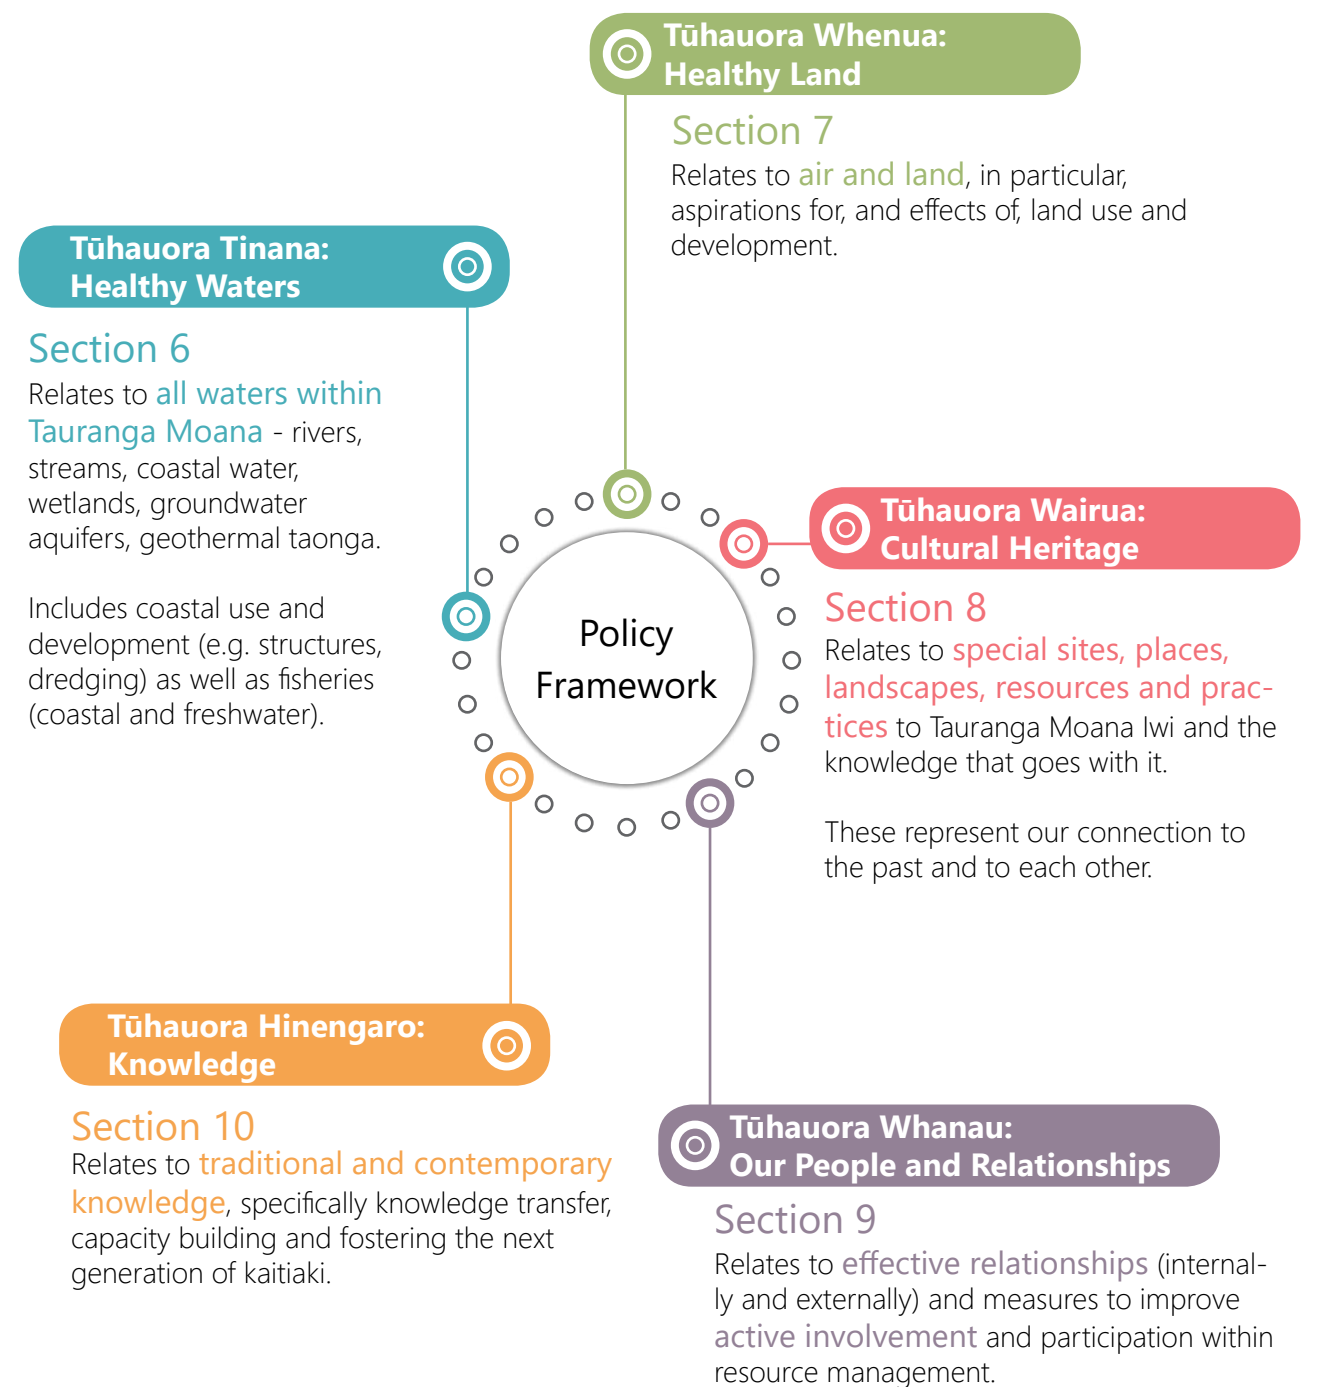 Tūhauora Whenua:
Healthy Land
Section 7
Relates to air and land, in particular,
aspirations for, and effects of, land use and
development.
Tūhauora Tinana:
Healthy Waters
Section 6
Relates to all waters within
Tauranga Moana - rivers,
streams, coastal water,
wetlands, groundwater
aquifers, geothermal taonga.
Includes coastal use and
development (e.g. structures,
dredging) as well as fisheries
(coastal and freshwater).
Policy
Framework
Tūhauora Wairua:
Cultural Heritage
Section 8
Relates to special sites, places,
landscapes, resources and prac-
tices to Tauranga Moana Iwi and the
knowledge that goes with it.
These represent our connection to
the past and to each other.
Tūhauora Hinengaro:
Knowledge
Section 10
Relates to traditional and contemporary
knowledge, specifically knowledge transfer,
capacity building and fostering the next
generation of kaitiaki.
Tūhauora Whanau:
Our People and Relationships
Section 9
Relates to effective relationships (internal-
ly and externally) and measures to improve
active involvement and participation within
resource management.